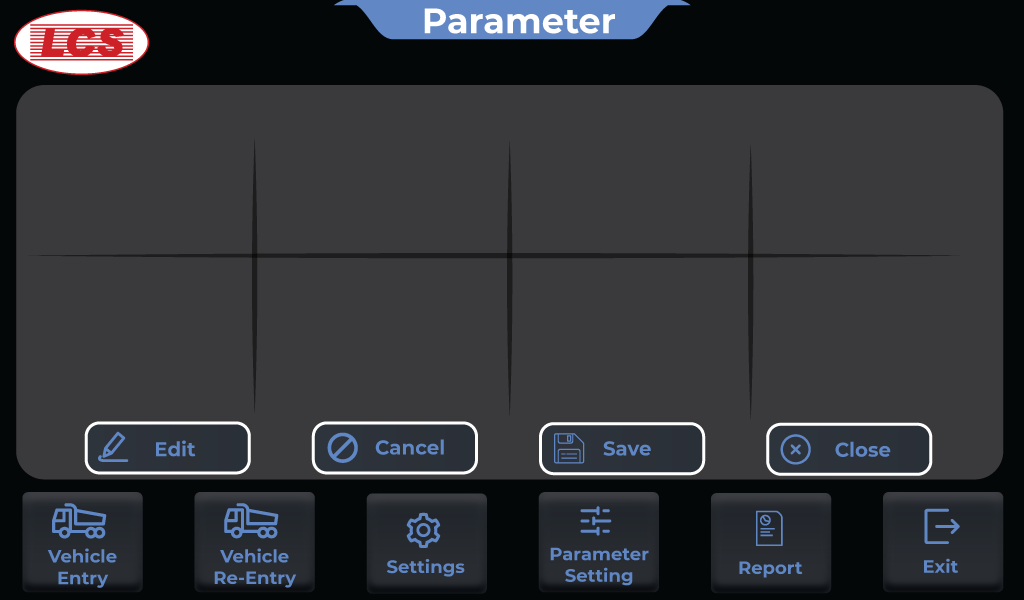 Parameter
LCS
Edit
Cancel
Save
Close
Vehicle
Entry
Vehicle
Re-Entry
Settings
Parameter
Setting
Report
Exit